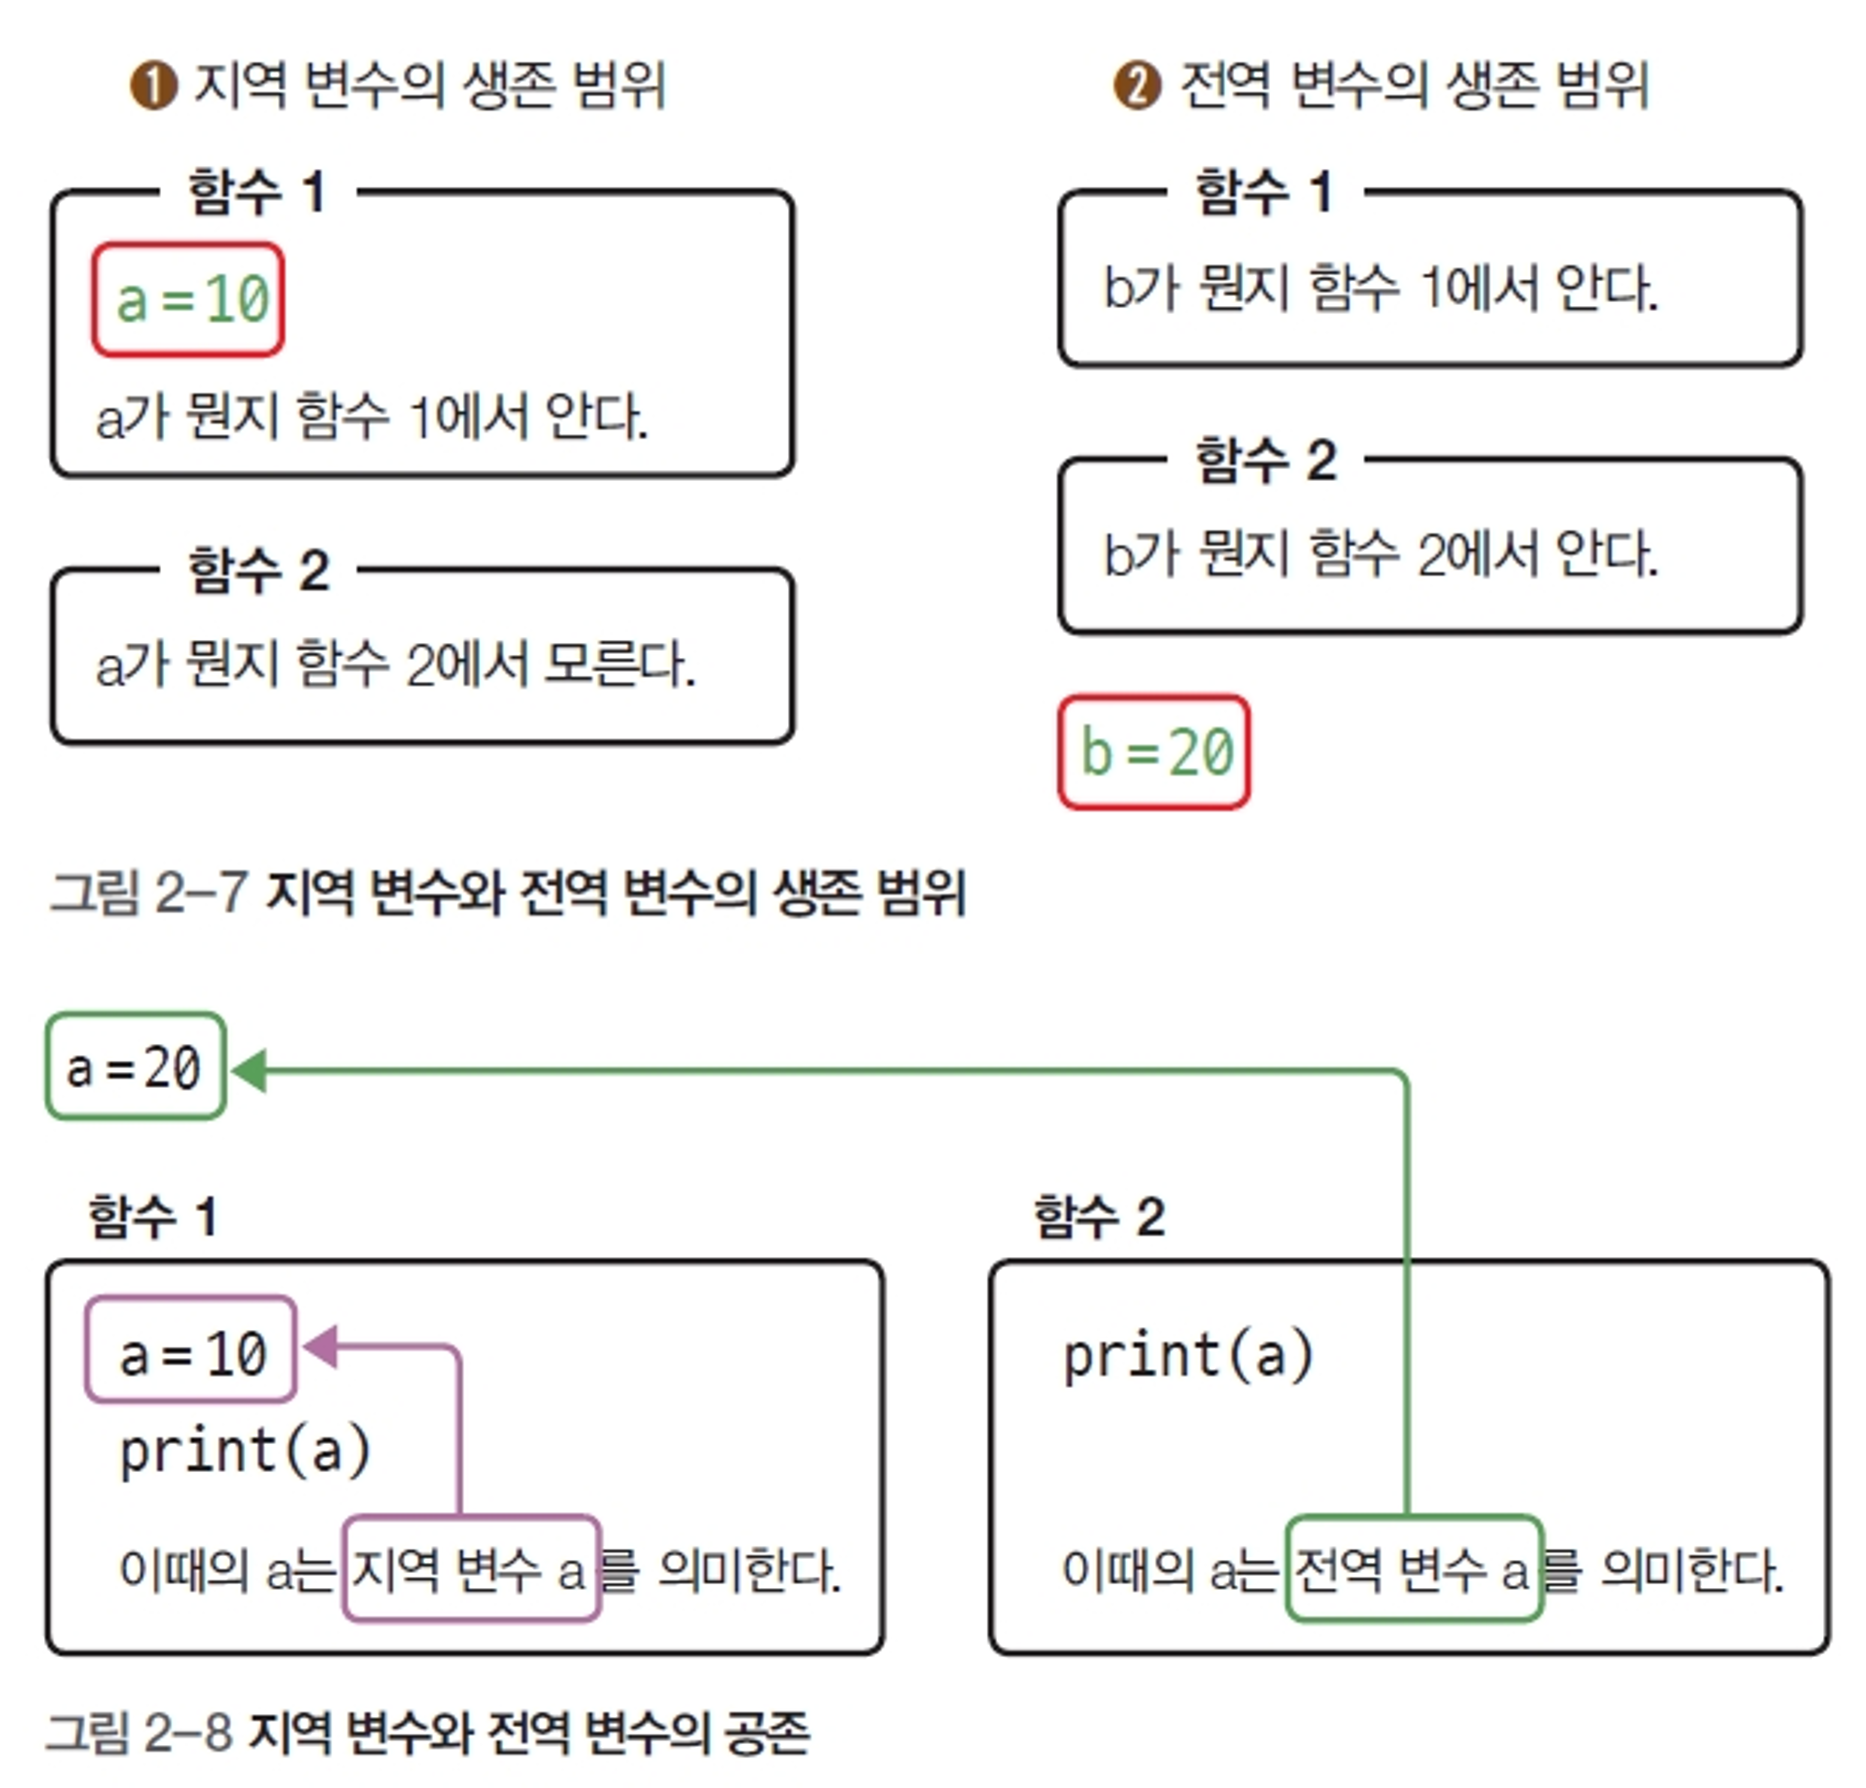 ❶ 지역 변수의 생존 범위
함수 1
a=10
a가 뭔지 함수 1에서 안다.
함수 2
a가 뭔지 함수 2에서 모른다.
❷ 전역 변수의 생존 범위
함수 1
b가 뭔지 함수 1에서 안다.
함수 2
b가 뭔지 함수 2에서 안다.
b=20
그림 2-7 지역 변수와 전역 변수의 생존 범위
a=20
함수 1
a=10
print(a)
이때의 a는 지역 변수 a를 의미한다.
함수 2
print(a)
이때의 a는 전역 변수 a를 의미한다.
그림 2-8 지역 변수와 전역 변수의 공존